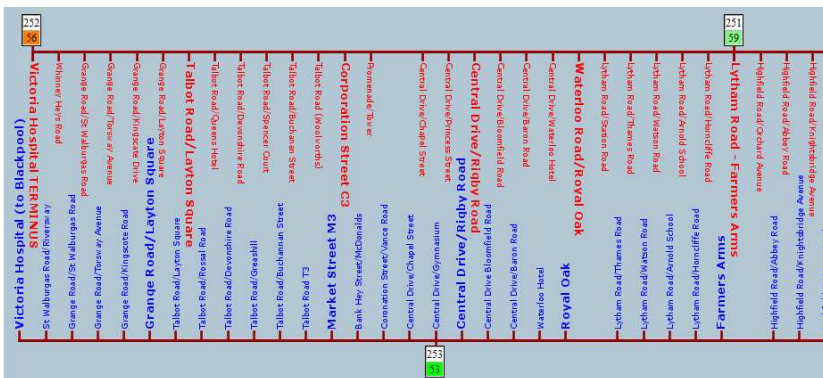 252
56
251
59
Victoria Hospital TERMINUS
Whinney Heys Road
Grange Road/St Walburgas Road
Grange Road/Torsway Avenue
Grange Road/Kingscate Drive
Grange Road/Layton Square
Talbot Road/Layton Square
Talbot Road/Queens Hotel
Talbot Road/Devonshire Road
Talbot Road/Spencer Court
Talbot Road/Buchanan Street
Talbot Road (Woolworths)
Corporation Street C3
Promenade/Tower
Central Drive/Chapel Street
Central Drive/Princess Street
Central Drive/Rigby Road
Central Drive/Bloomfield Road
Central Drive/Baron Road
Central Drive/Waterloo Hotel
Waterloo Road/Royal Oak
Lytham Road/Station Road
Lytham Road/Thames Road
Lytham Road/Watson Road
Lytham Road/Arnold School
Lytham Road/Horncliffe Road
Lytham Road - Farmers Arms
Highfield Road/Orchard Avenue
Highfield Road/Abbey Road
Highfield Road/Knightsbridge Avenue
Victoria Hospital (to Blackpool)
St Walburgas Road/Riversway
Grange Road/St Walburgas Road
Grange Road/Torsway Avenue
Grange Road/Kingscote Road
Grange Road/Layton Square
Talbot Road/Layton Square
Talbot Road/Rossal Road
Talbot Road/Devonshire Road
Talbot Road/Greashill
Talbot Road/Buchannan Street
Talbot Road T3
Market Street M3
Bank Hey Street/McDonalds
Coronation Street/Vance Road
Central Drive/Chapel Street
Central Drive/Gymnasium
Central Drive/Rigby Road
Central Drive Bloomfield Road
Central Drive/Baron Road
Waterloo Hotel
Royal Oak
Lytham Road/Thames Road
Lytham Road/Watson Road
Lytham Road/Arnold School
Lytham Road/Horncliffe Road
Farmers Arms
Highfield Road/Abbey Road
Highfield Road/Knightsbridge Avenue
253
53